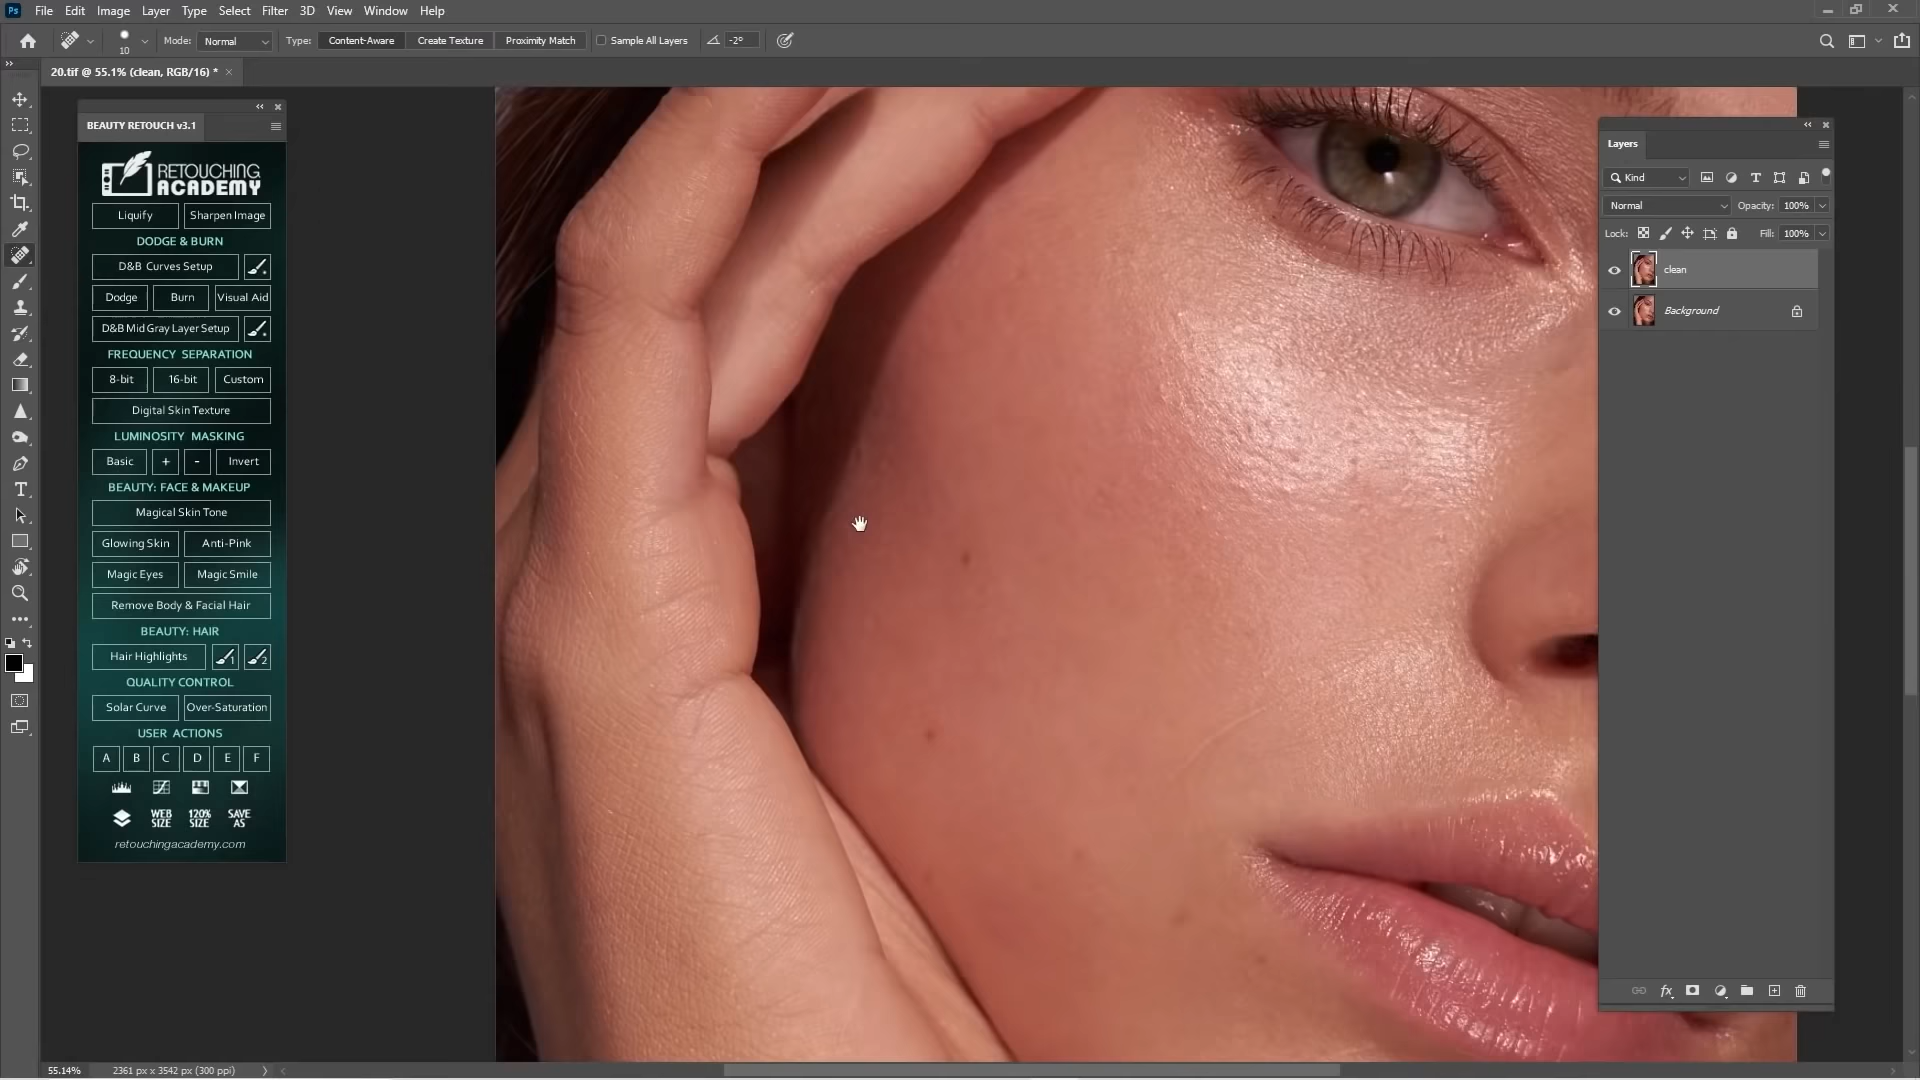 Ps File Edit Image Layer Type Select Filter 3D View Window Help
10 Mode: Normal Type: Content-Aware Create Texture Proximity Match Sample All Layers -2°
20.tif @ 55.1% (clean, RGB/16) *
BEAUTY RETOUCH v3.1
RETOUCHING
ACADEMY
Liquify Sharpen Image
DODGE & BURN
D&B Curves Setup
Dodge Burn Visual Aid
D&B Mid Gray Layer Setup
FREQUENCY SEPARATION
8-bit 16-bit Custom
Digital Skin Texture
LUMINOSITY MASKING
Basic + - Invert
BEAUTY: FACE & MAKEUP
Magical Skin Tone
Glowing Skin Anti-Pink
Magic Eyes Magic Smile
Remove Body & Facial Hair
BEAUTY: HAIR
Hair Highlights 1 2
QUALITY CONTROL
Solar Curve Over-Saturation
USER ACTIONS
A B C D E F
WEB SIZE 120% SIZE SAVE AS
retouchingacademy.com
Layers
Kind
Normal Opacity: 100%
Lock: Fill: 100%
clean
Background
fx
55.14% 2361 px x 3542 px (300 ppi)